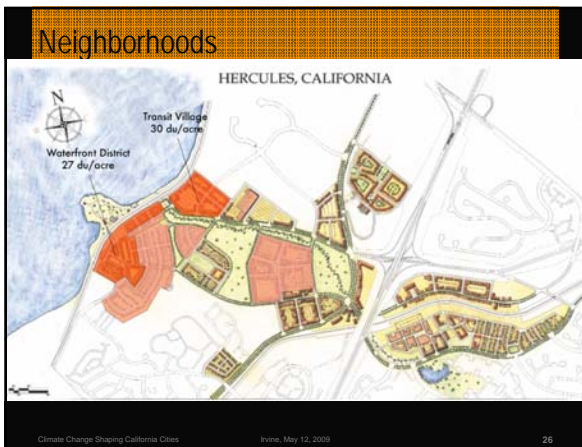 Neighborhoods
HERCULES, CALIFORNIA
N
Transit Village
30 du/acre
Waterfront District
27 du/acre
Climate Change Shaping California Cities
Irvine, May 12, 2009
26